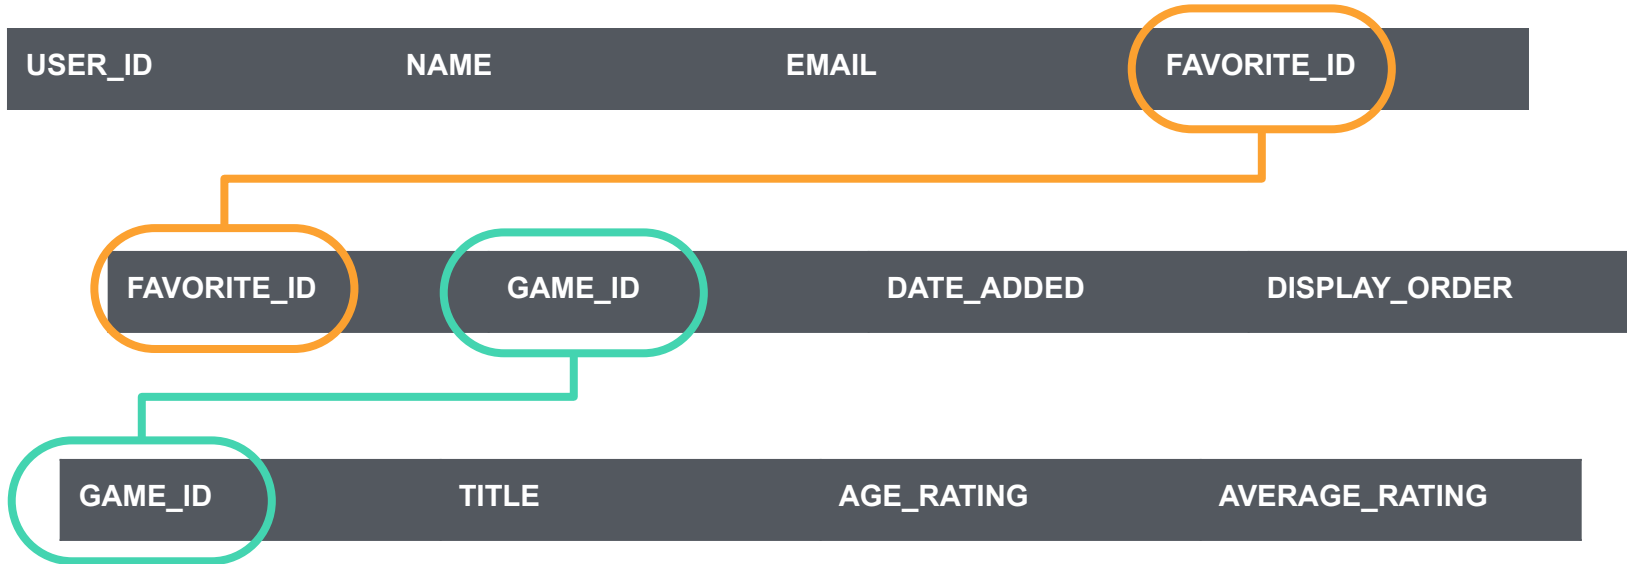 USER_ID NAME EMAIL FAVORITE_ID
FAVORITE_ID GAME_ID DATE_ADDED DISPLAY_ORDER
GAME_ID TITLE AGE_RATING AVERAGE_RATING